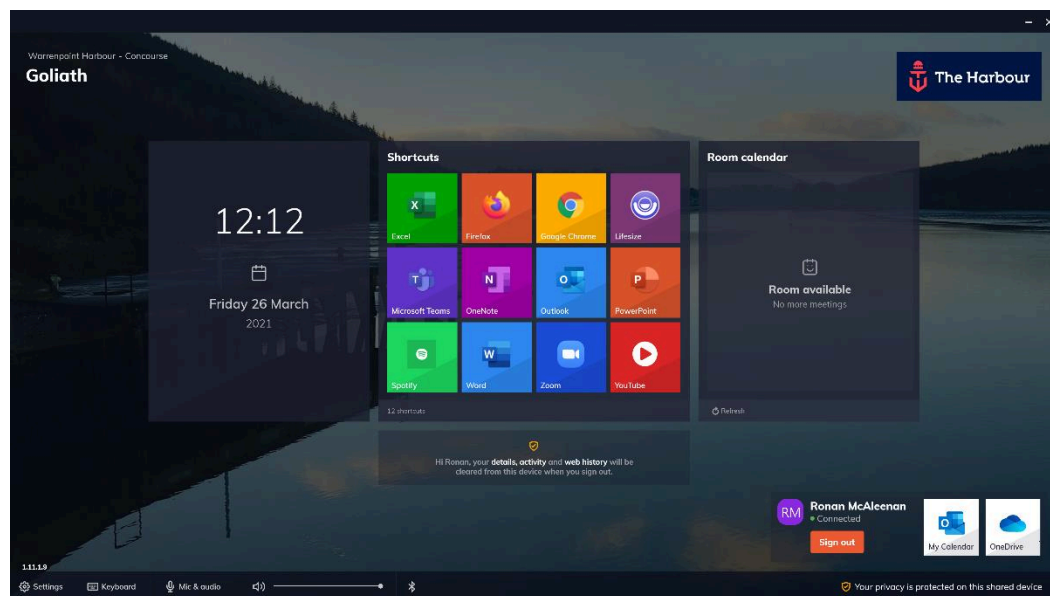 Warrenpoint Harbour - Concourse
Goliath
The Harbour
12:12
Friday 26 March
2021
Shortcuts
X
Excel
Firefox
Google Chrome
Lifesize
T
Microsoft Teams
N
OneNote
O
Outlook
P
PowerPoint
Spotify
W
Word
Zoom
YouTube
12 shortcuts
Room calendar
Room available
No more meetings
Refresh
Hi Ronan, your details, activity and web history will be
cleared from this device when you sign out.
RM
Ronan McAleenan
Connected
Sign out
O
My Calendar
OneDrive
1.11.1.9
Settings
Keyboard
Mic & audio
Your privacy is protected on this shared device